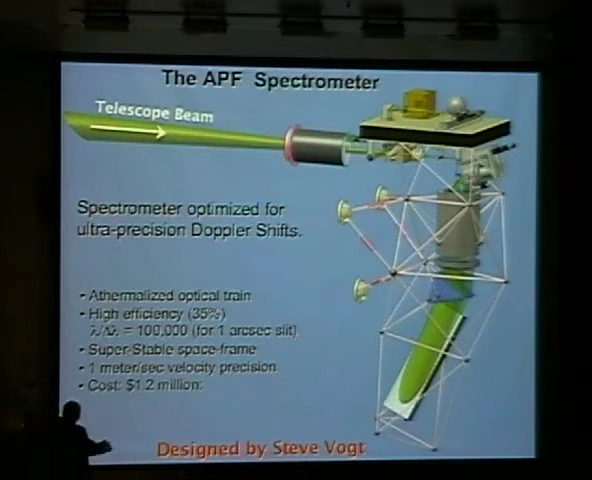 The APF Spectrometer
Telescope Beam
Spectrometer optimized for
ultra-precision Doppler Shifts.
• Athermalized optical train
• High efficiency (35%)
λ/Δλ = 100,000 (for 1 arcsec slit)
• Super-Stable space-frame
• 1 meter/sec velocity precision
• Cost: $1.2 million:
Designed by Steve Vogt